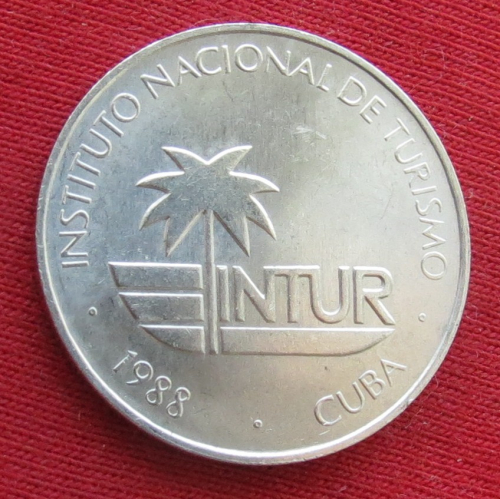 INSTITUTO NACIONAL DE TURISMO
INTUR
1988
CUBA